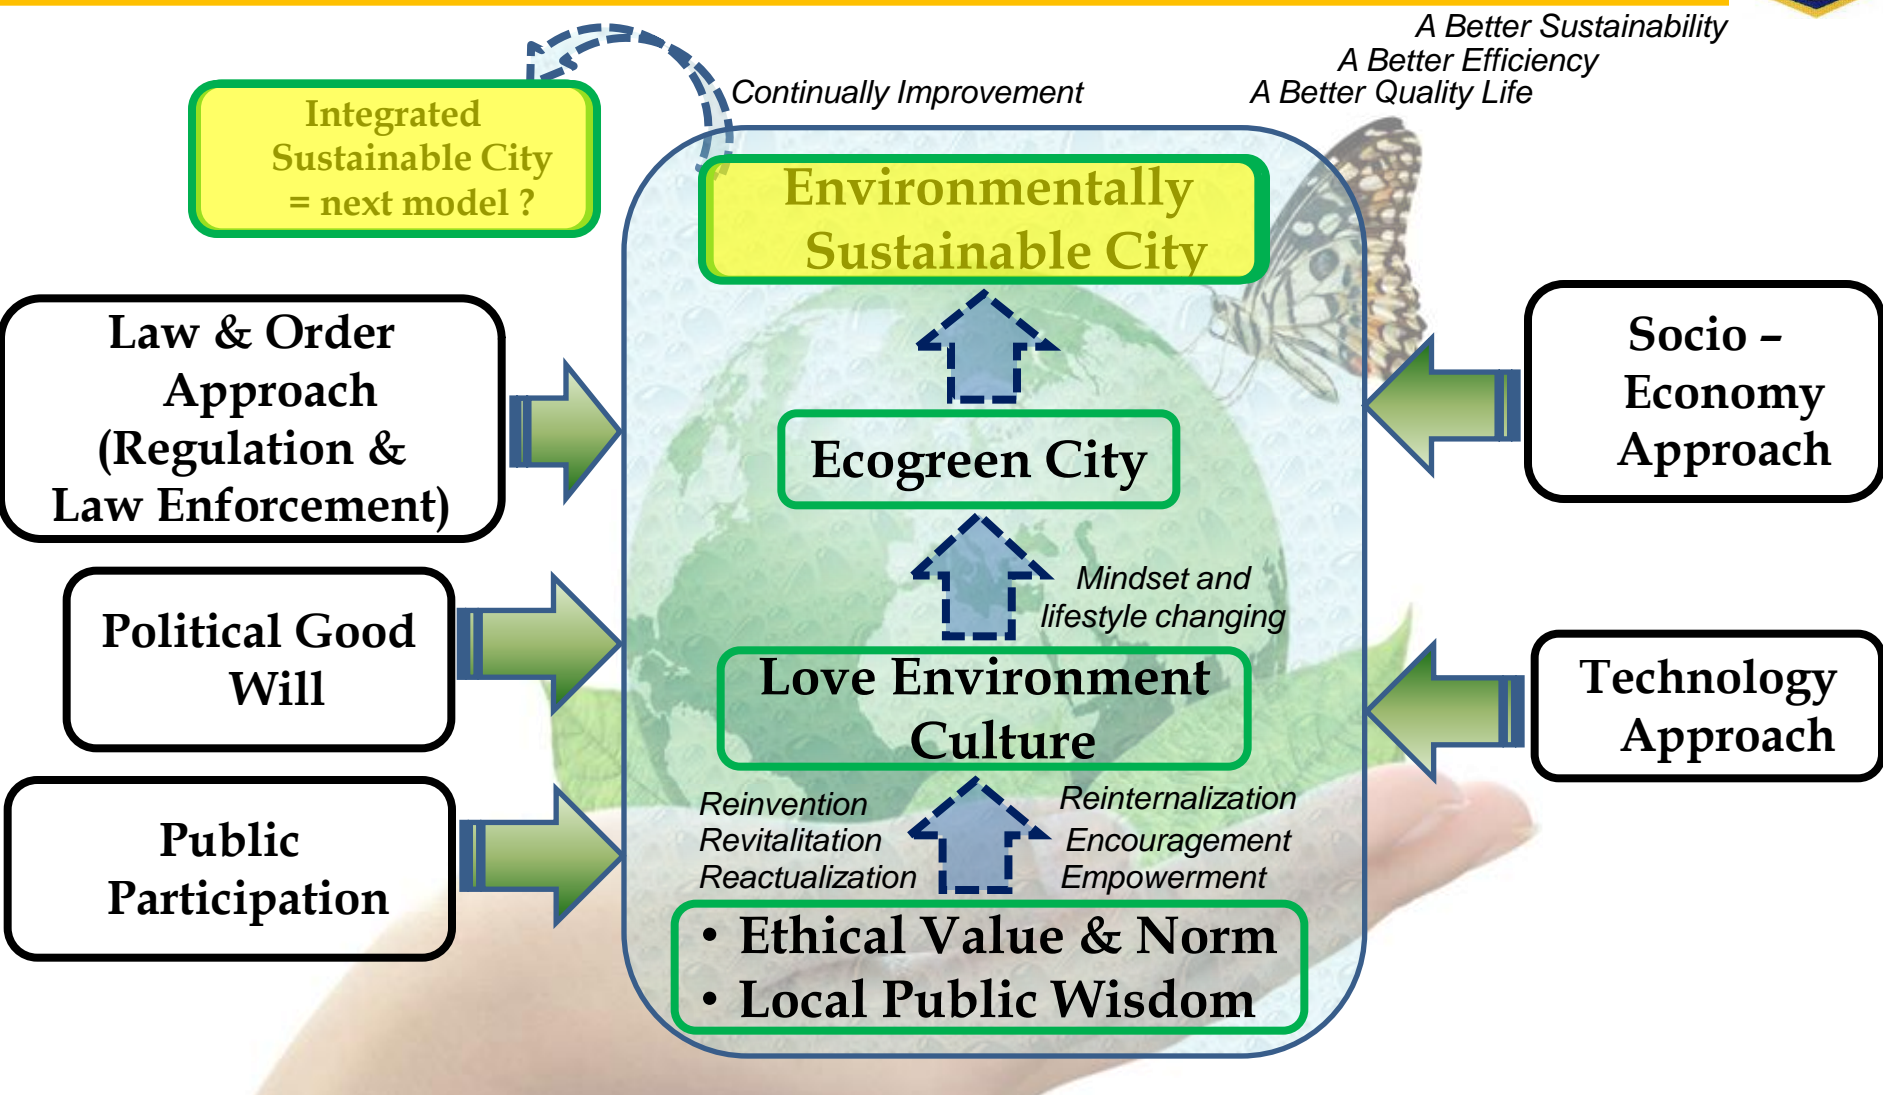 A Better Sustainability
A Better Efficiency
A Better Quality Life
Continually Improvement
Integrated
Sustainable City
= next model ?
Environmentally
Sustainable City
Law & Order
Approach
(Regulation &
Law Enforcement)
Socio –
Economy
Approach
Ecogreen City
Mindset and
lifestyle changing
Political Good
Will
Love Environment
Culture
Technology
Approach
Reinvention
Revitalitation
Reactualization
Reinternalization
Encouragement
Empowerment
Public
Participation
• Ethical Value & Norm
• Local Public Wisdom